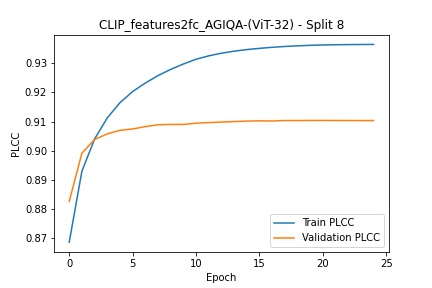 CLIP_features2fc_AGIQA-(ViT-32) - Split 8
PLCC
0.93
0.92
0.91
0.90
0.89
0.88
0.87
Train PLCC
Validation PLCC
0 5 10 15 20 25
Epoch